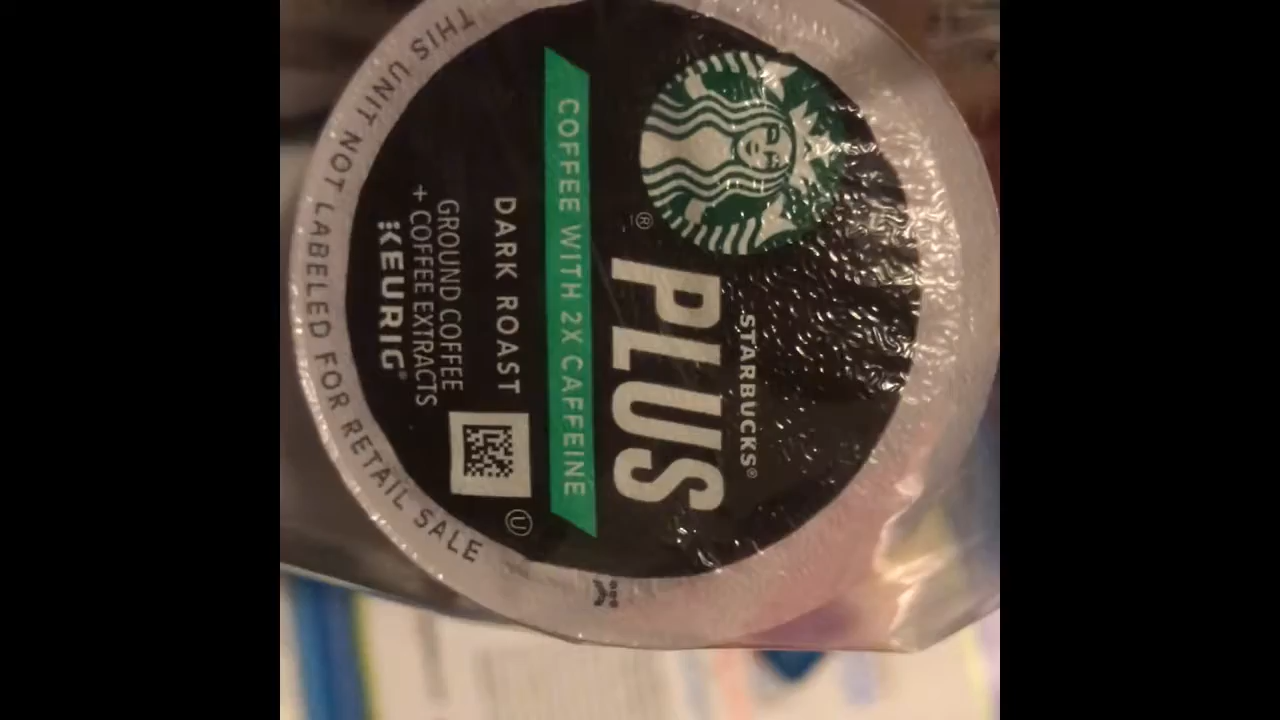 STARBUCKS®
PLUS
®
COFFEE WITH 2X CAFFEINE
DARK ROAST
GROUND COFFEE
+ COFFEE EXTRACTS
KEURIG®
U
THIS UNIT NOT LABELED FOR RETAIL SALE